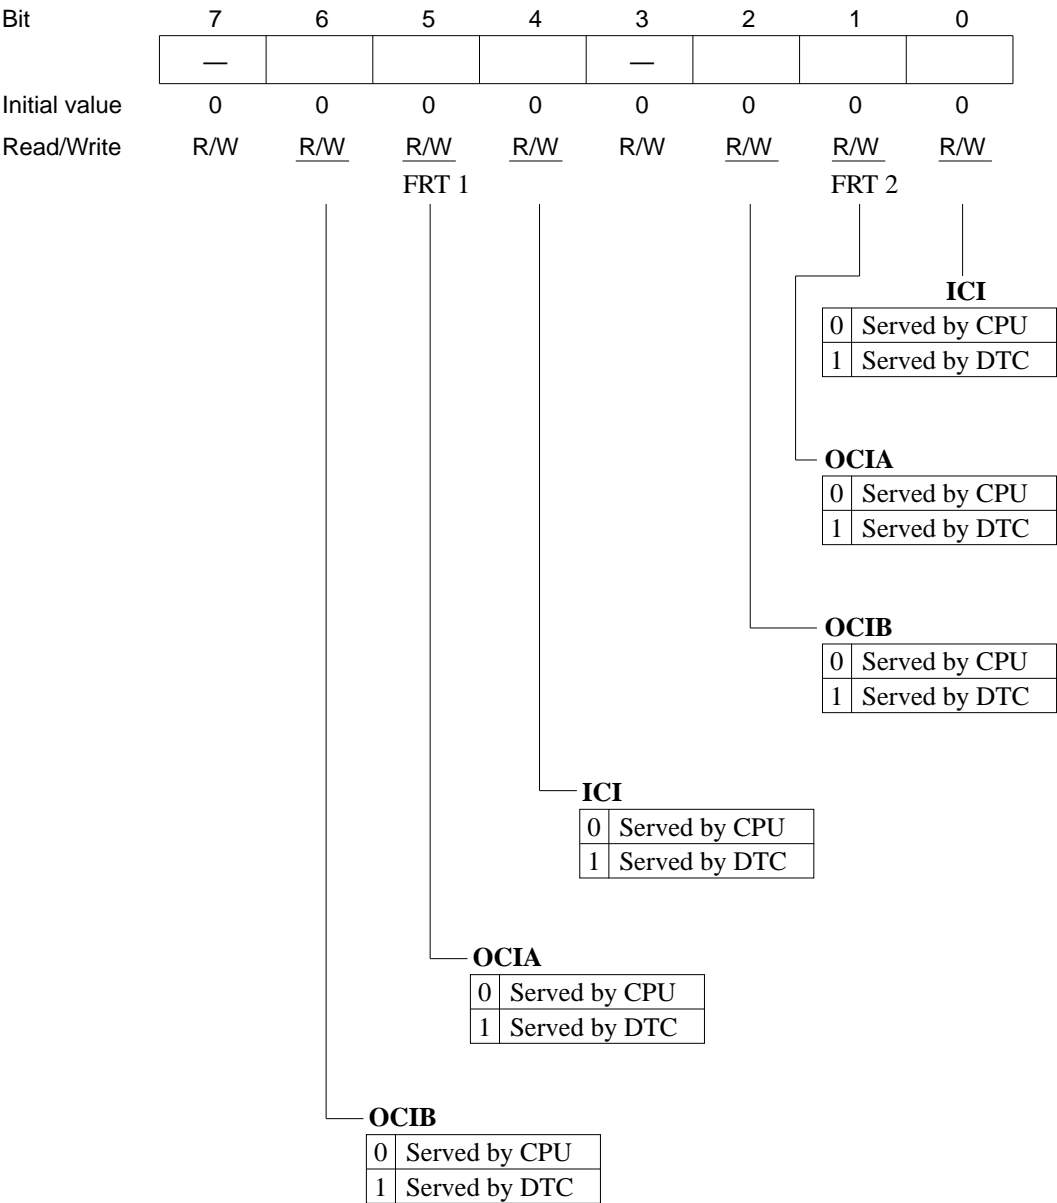 Bit 7 6 5 4 3 2 1 0
— —
Initial value 0 0 0 0 0 0 0 0
Read/Write R/W R/W R/W R/W R/W R/W R/W R/W
FRT 1 FRT 2
ICI
0 Served by CPU
1 Served by DTC
OCIA
0 Served by CPU
1 Served by DTC
OCIB
0 Served by CPU
1 Served by DTC
ICI
0 Served by CPU
1 Served by DTC
OCIA
0 Served by CPU
1 Served by DTC
OCIB
0 Served by CPU
1 Served by DTC